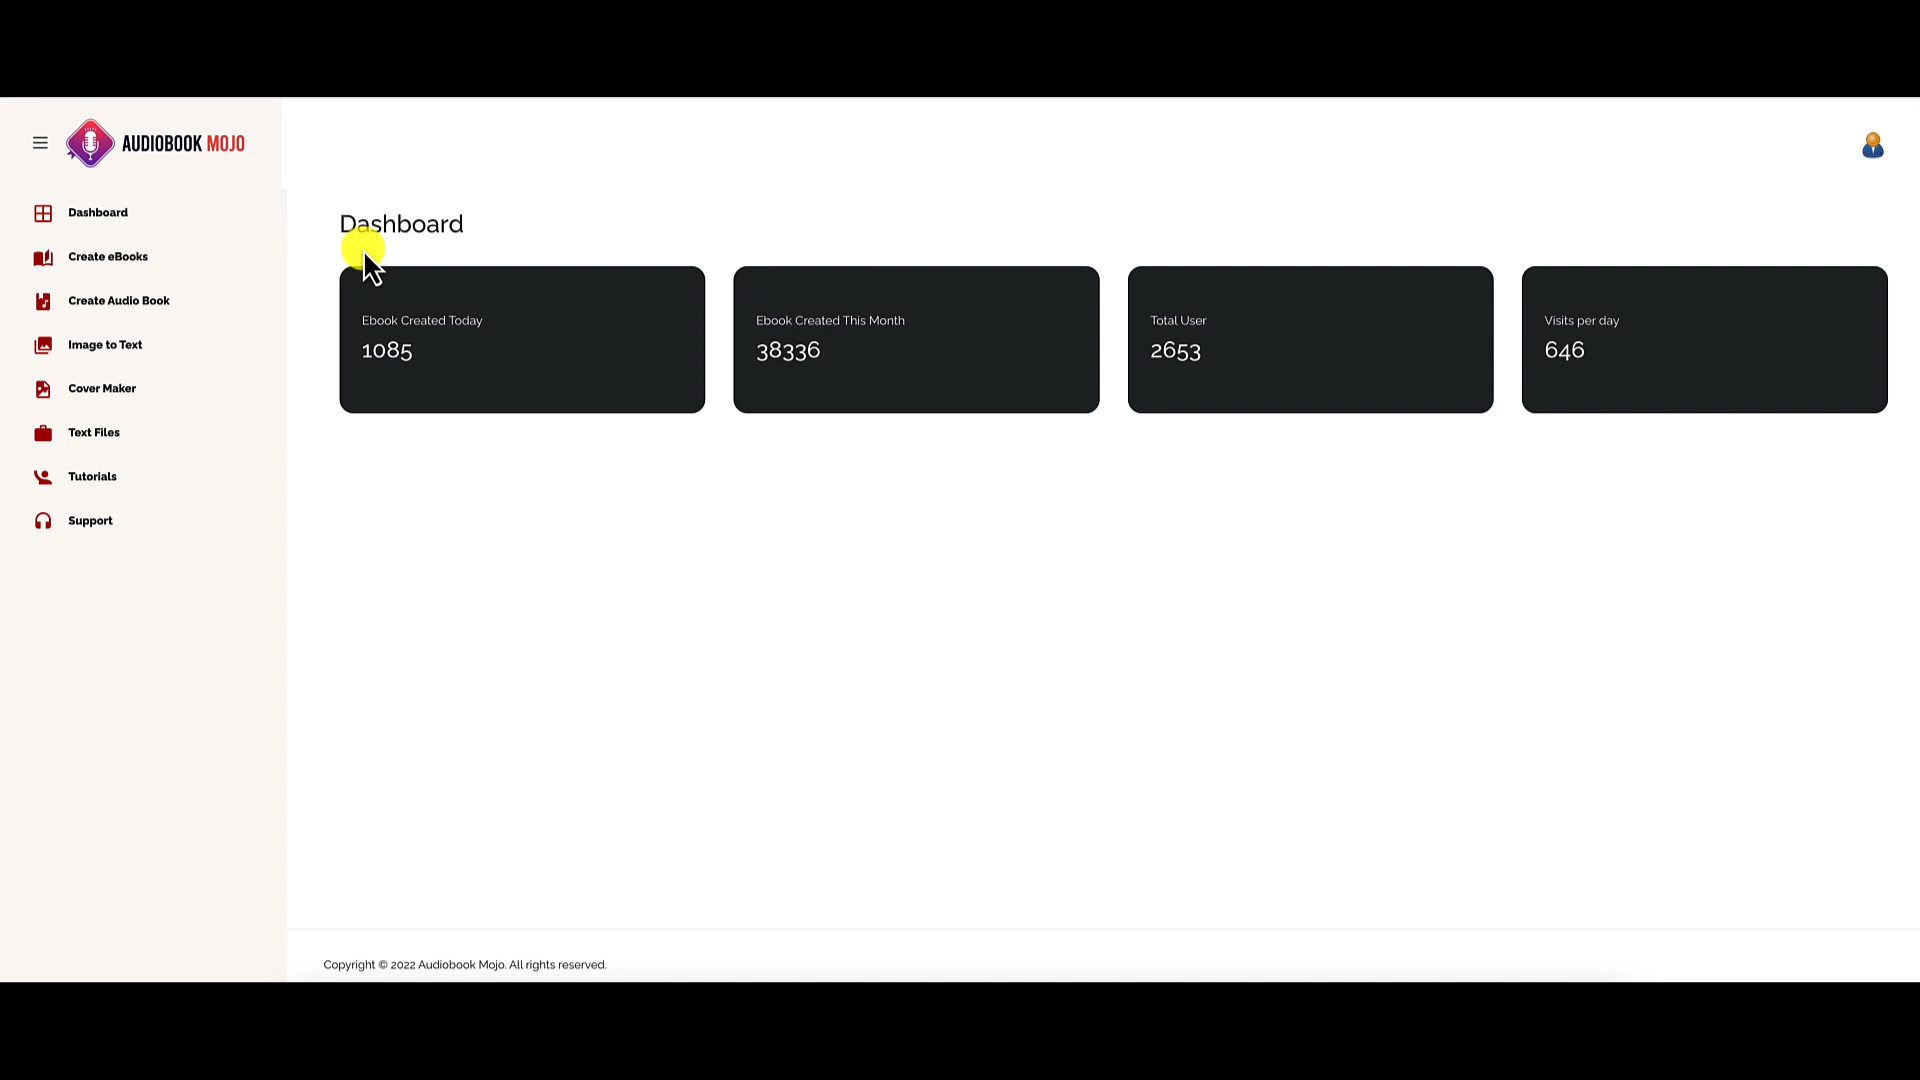 AUDIOBOOK MOJO
Dashboard
Create eBooks
Create Audio Book
Image to Text
Cover Maker
Text Files
Tutorials
Support
Dashboard
Ebook Created Today
1085
Ebook Created This Month
38336
Total User
2653
Visits per day
646
Copyright © 2022 Audiobook Mojo. All rights reserved.